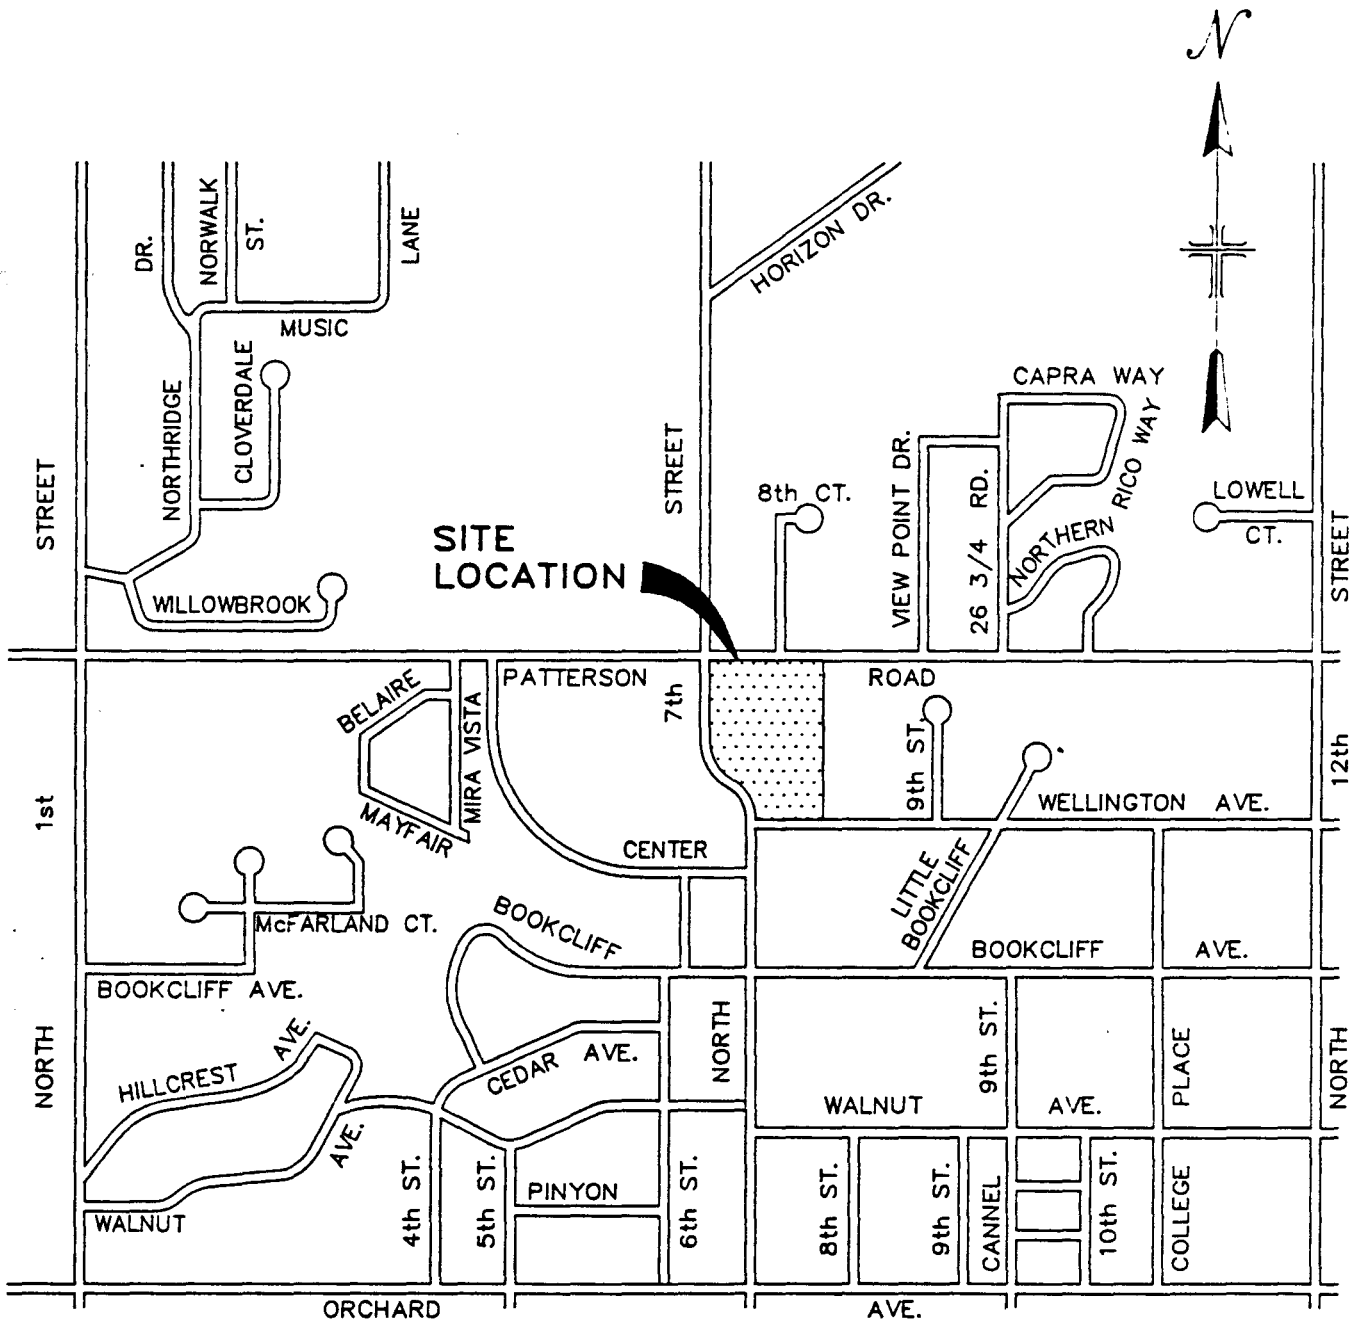 N
DR.
NORWALK
ST.
LANE
MUSIC
HORIZON DR.
NORTHRIDGE
CLOVERDALE
CAPRA WAY
STREET
STREET
8th CT.
VIEW POINT DR.
26 3/4 RD.
NORTHERN
RICO WAY
LOWELL
CT.
STREET
SITE
LOCATION
WILLOWBROOK
PATTERSON
ROAD
BELAIRE
MIRA VISTA
MAYFAIR
7th
9th ST.
WELLINGTON AVE.
12th
1st
CENTER
LITTLE
BOOKCLIFF
McFARLAND CT.
BOOKCLIFF
BOOKCLIFF AVE.
BOOKCLIFF AVE.
HILLCREST
AVE.
CEDAR AVE.
NORTH
NORTH
9th ST.
PLACE
NORTH
WALNUT AVE.
AVE.
WALNUT
4th ST.
5th ST.
PINYON
6th ST.
8th ST.
9th ST.
CANNEL
10th ST.
COLLEGE
ORCHARD
AVE.